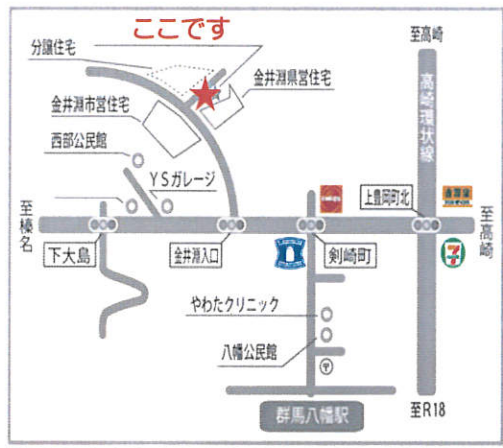 ここです
至高崎
分譲住宅
金井淵県営住宅
高崎環状線
金井淵市営住宅
西部公民館
YSガレージ
上豊岡町北
至榛名
至高崎
下大島
金井淵入口
剣崎町
LAWSON
STATION
7
やわたクリニック
八幡公民館
〒
群馬八幡駅
至R18